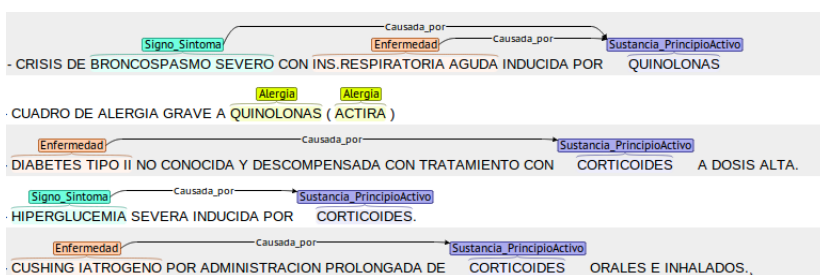 Causada_por
Signo_Sintoma Enfermedad Causada_por Sustancia_PrincipioActivo
- CRISIS DE BRONCOSPASMO SEVERO CON INS.RESPIRATORIA AGUDA INDUCIDA POR QUINOLONAS
Alergia Alergia
- CUADRO DE ALERGIA GRAVE A QUINOLONAS ( ACTIRA )
Enfermedad Causada_por Sustancia_PrincipioActivo
- DIABETES TIPO II NO CONOCIDA Y DESCOMPENSADA CON TRATAMIENTO CON CORTICOIDES A DOSIS ALTA.
Signo_Sintoma Causada_por Sustancia_PrincipioActivo
- HIPERGLUCEMIA SEVERA INDUCIDA POR CORTICOIDES.
Enfermedad Causada_por Sustancia_PrincipioActivo
- CUSHING IATROGENO POR ADMINISTRACION PROLONGADA DE CORTICOIDES ORALES E INHALADOS.,